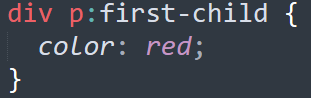 div p:first-child {
  color: red;
}